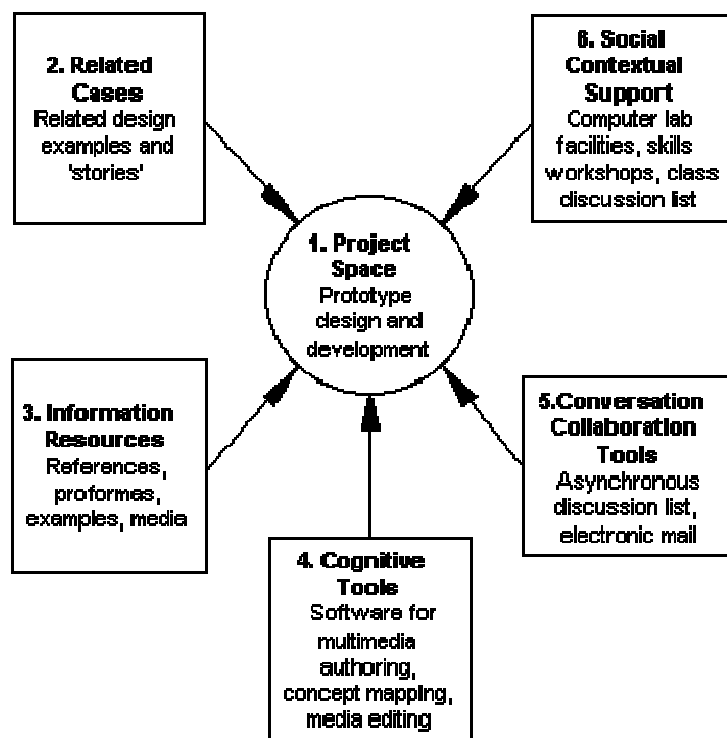 2. Related
Cases
Related design
examples and
'stories'
6. Social
Contextual
Support
Computer lab
facilities, skills
workshops, class
discussion list
1. Project
Space
Prototype
design and
development
3. Information
Resources
References,
proformes,
examples, media
5.Conversation
Collaboration
Tools
Asynchronous
discussion list,
electronic mail
4. Cognitive
Tools
Software for
multimedia
authoring,
concept mapping,
media editing